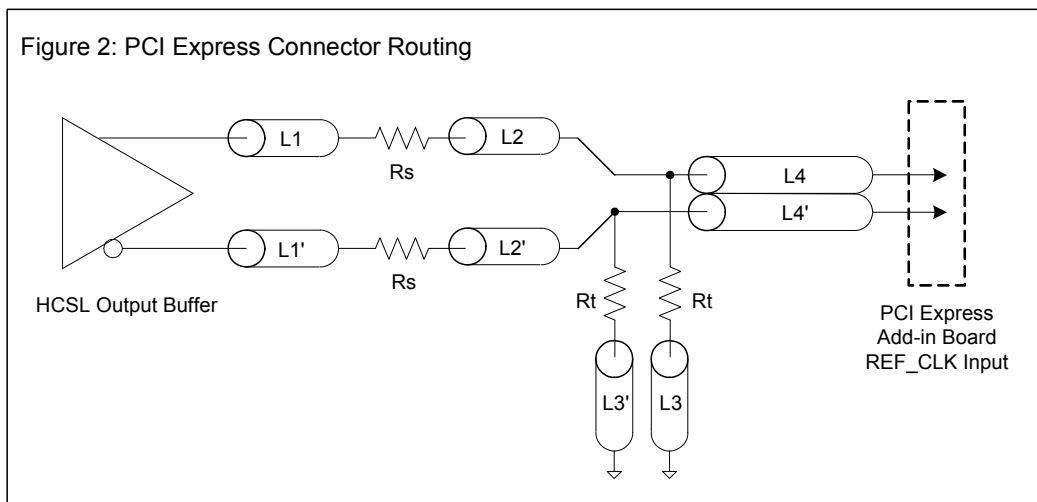 Figure 2: PCI Express Connector Routing
L1
Rs
L2
L4
L4'
L1'
Rs
L2'
HCSL Output Buffer
Rt
Rt
L3'
L3
PCI Express
Add-in Board
REF_CLK Input